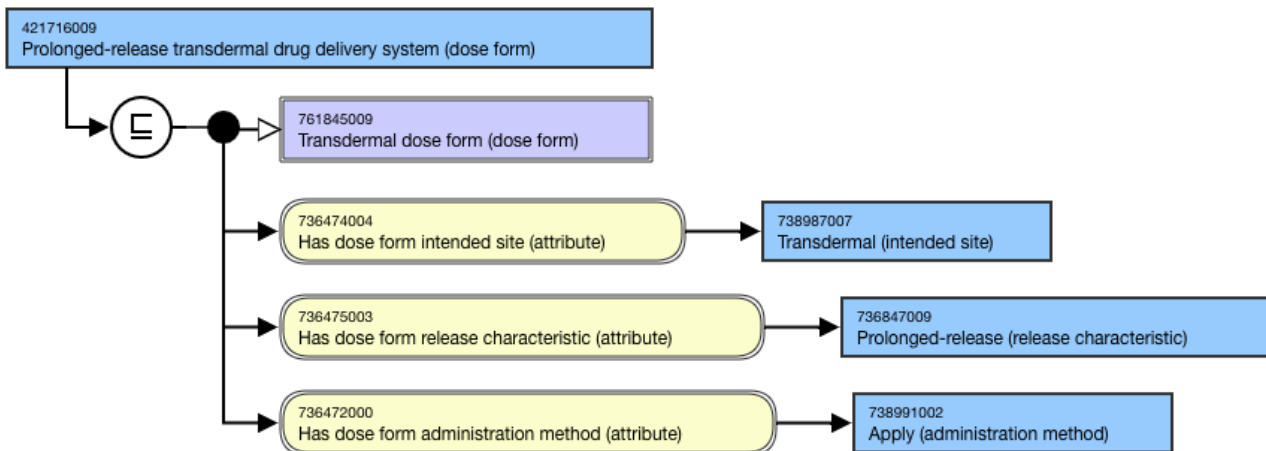 421716009
Prolonged-release transdermal drug delivery system (dose form)
⊑
761845009
Transdermal dose form (dose form)
736474004
Has dose form intended site (attribute)
738987007
Transdermal (intended site)
736475003
Has dose form release characteristic (attribute)
736847009
Prolonged-release (release characteristic)
736472000
Has dose form administration method (attribute)
738991002
Apply (administration method)